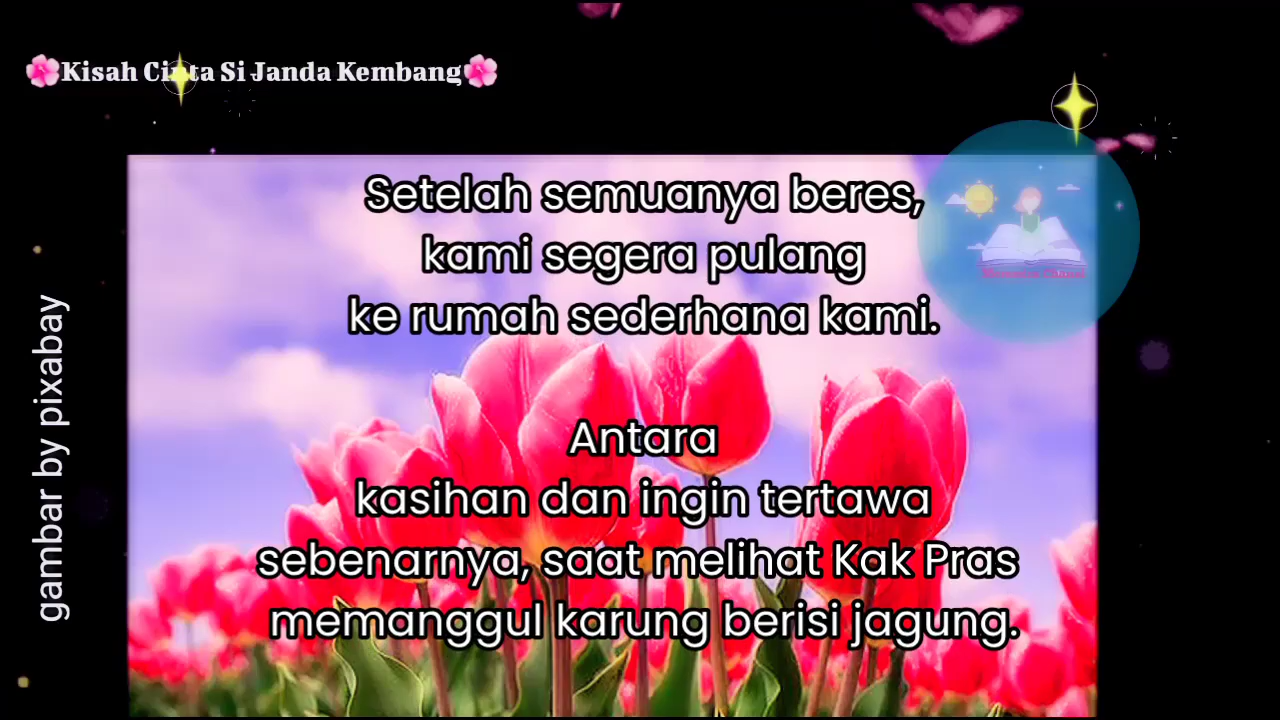 🌸Kisah Cinta Si Janda Kembang🌸
Setelah semuanya beres,
kami segera pulang
ke rumah sederhana kami.
Antara
kasihan dan ingin tertawa
sebenarnya, saat melihat Kak Pras
memanggul karung berisi jagung.
gambar by pixabay